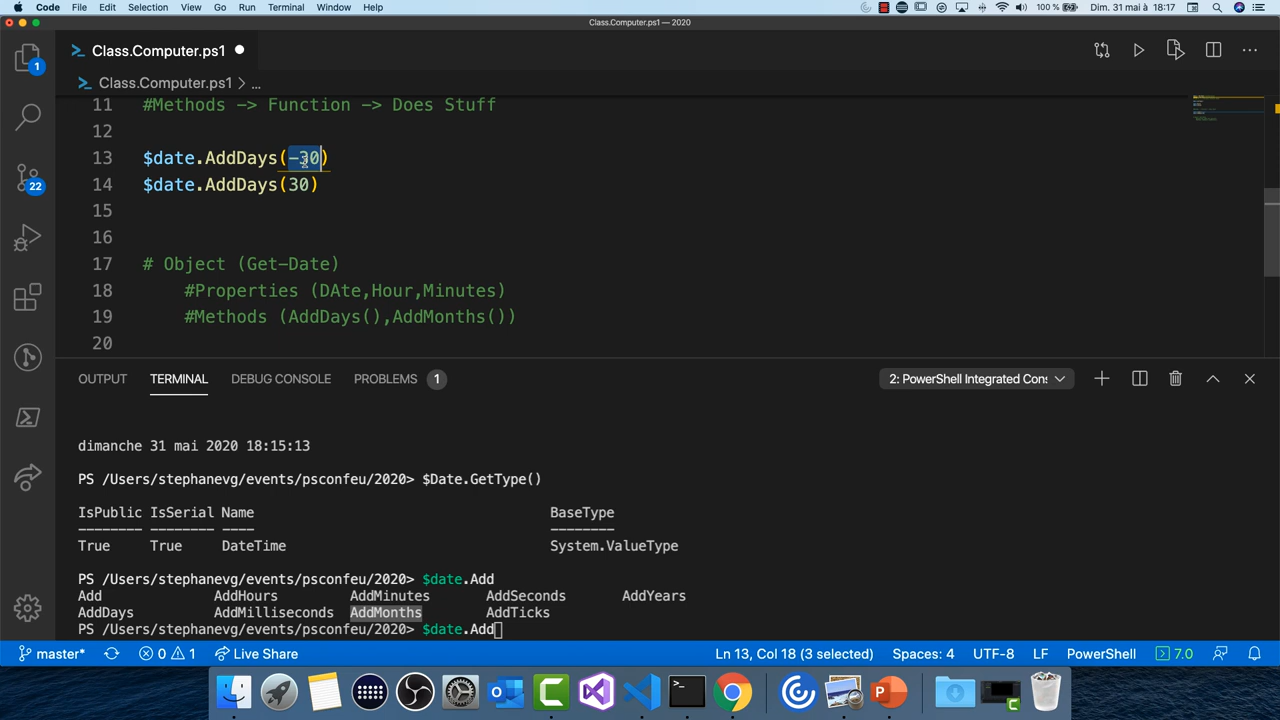 Code File Edit Selection View Go Run Terminal Window Help 100 % Dim. 31 mai à 18:17
Class.Computer.ps1 — 2020
Class.Computer.ps1
Class.Computer.ps1 > ...
11 #Methods -> Function -> Does Stuff
12
13 $date.AddDays(-30)
14 $date.AddDays(30)
15
16
17 # Object (Get-Date)
18 #Properties (DAte,Hour,Minutes)
19 #Methods (AddDays(),AddMonths())
20
1
22
OUTPUT TERMINAL DEBUG CONSOLE PROBLEMS 1 2: PowerShell Integrated Cons
dimanche 31 mai 2020 18:15:13
PS /Users/stephanevg/events/psconfeu/2020> $Date.GetType()
IsPublic IsSerial Name BaseType
-------- -------- ---- --------
True True DateTime System.ValueType
PS /Users/stephanevg/events/psconfeu/2020> $date.Add
Add AddHours AddMinutes AddSeconds AddYears
AddDays AddMilliseconds AddMonths AddTicks
PS /Users/stephanevg/events/psconfeu/2020> $date.Add
master* 0 1 Live Share Ln 13, Col 18 (3 selected) Spaces: 4 UTF-8 LF PowerShell 7.0